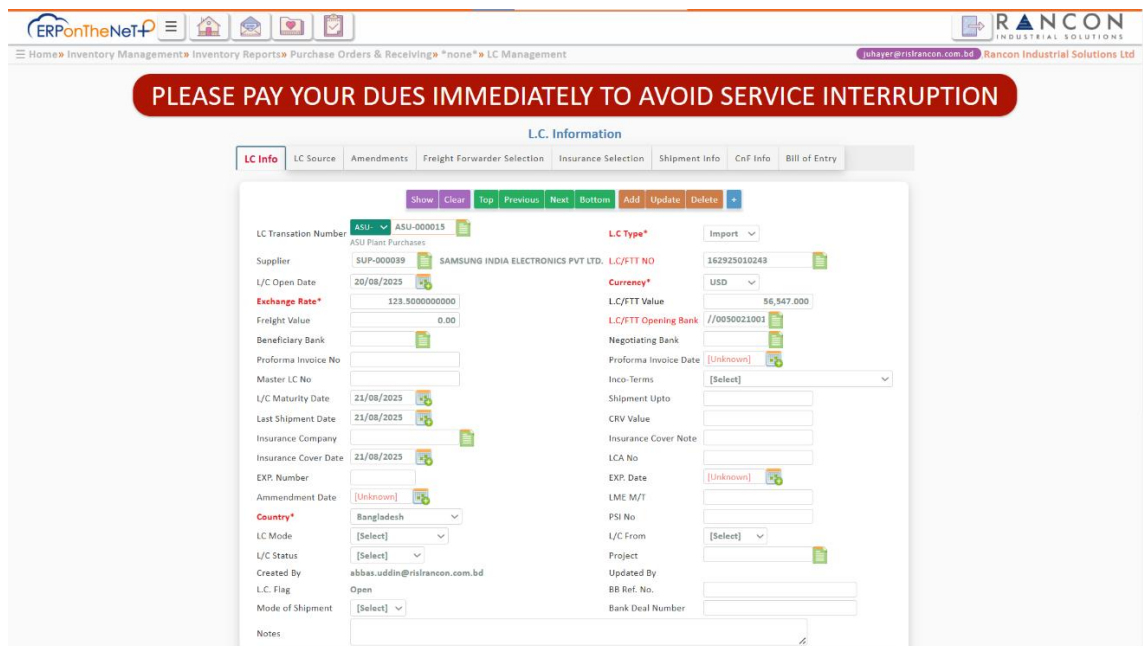 ERPonTheNeT
RANCON
INDUSTRIAL SOLUTIONS
Home» Inventory Management» Inventory Reports» Purchase Orders & Receiving» *none*» LC Management
juhayer@rislrancon.com.bd Rancon Industrial Solutions Ltd
PLEASE PAY YOUR DUES IMMEDIATELY TO AVOID SERVICE INTERRUPTION
L.C. Information
LC Info LC Source Amendments Freight Forwarder Selection Insurance Selection Shipment Info CnF Info Bill of Entry
Show Clear Top Previous Next Bottom Add Update Delete +
LC Transation Number ASU- ASU-000015 L.C Type* Import
ASU Plant Purchases
Supplier SUP-000039 SAMSUNG INDIA ELECTRONICS PVT LTD. L.C/FTT NO 162925010243
L/C Open Date 20/08/2025 Currency* USD
Exchange Rate* 123.5000000000 L.C/FTT Value 56,547.000
Freight Value 0.00 L.C/FTT Opening Bank //0050021001
Beneficiary Bank Negotiating Bank
Proforma Invoice No Proforma Invoice Date [Unknown]
Master LC No Inco-Terms [Select]
L/C Maturity Date 21/08/2025 Shipment Upto
Last Shipment Date 21/08/2025 CRV Value
Insurance Company Insurance Cover Note
Insurance Cover Date 21/08/2025 LCA No
EXP. Number EXP. Date [Unknown]
Ammendment Date [Unknown] LME M/T
Country* Bangladesh PSI No
LC Mode [Select] L/C From [Select]
L/C Status [Select] Project
Created By abbas.uddin@rislrancon.com.bd Updated By
L.C. Flag Open BB Ref. No.
Mode of Shipment [Select] Bank Deal Number
Notes